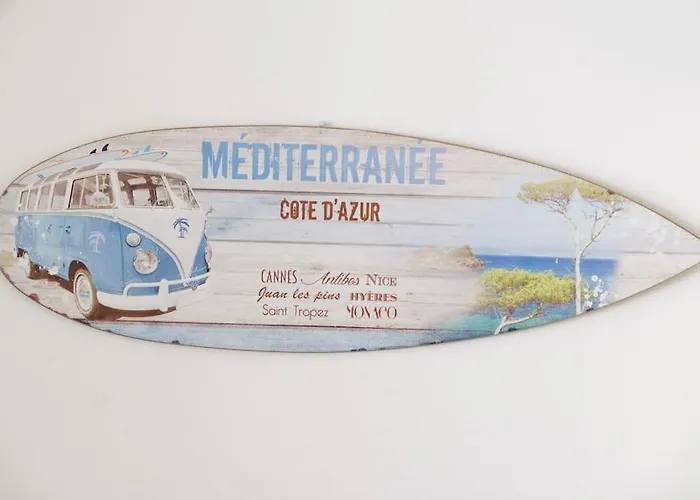 MÉDITERRANÉE
COTE D'AZUR
CANNES Antibes NICE
Juan les pins HYÈRES
Saint Tropez MONACO